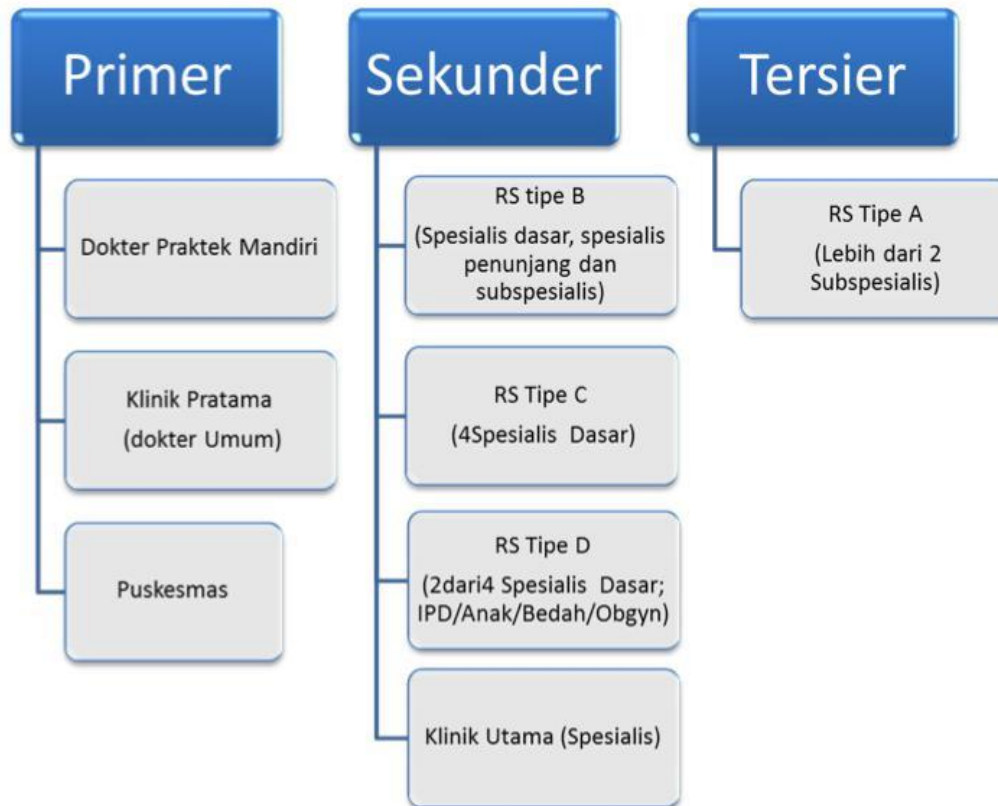 Primer
Dokter Praktek Mandiri
Klinik Pratama
(dokter Umum)
Puskesmas
Sekunder
RS tipe B
(Spesialis dasar, spesialis
penunjang dan
subspesialis)
RS Tipe C
(4Spesialis Dasar)
RS Tipe D
(2dari4 Spesialis Dasar;
IPD/Anak/Bedah/Obgyn)
Klinik Utama (Spesialis)
Tersier
RS Tipe A
(Lebih dari 2
Subspesialis)